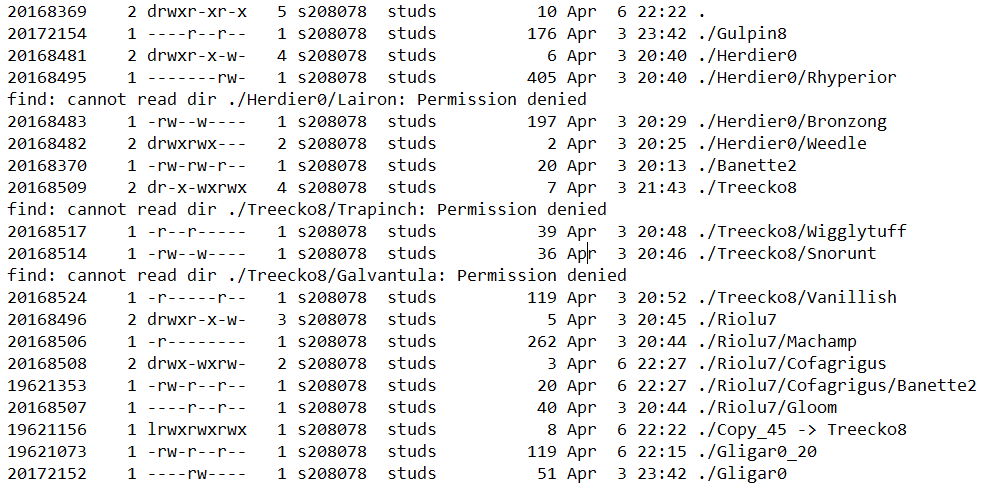 20168369 2 drwxr-xr-x 5 s208078 studs 10 Apr 6 22:22 .
20172154 1 ----r--r-- 1 s208078 studs 176 Apr 3 23:42 ./Gulpin8
20168481 2 drwxr-x-w- 4 s208078 studs 6 Apr 3 20:40 ./Herdier0
20168495 1 -------rw- 1 s208078 studs 405 Apr 3 20:40 ./Herdier0/Rhyperior
find: cannot read dir ./Herdier0/Lairon: Permission denied
20168483 1 -rw--w---- 1 s208078 studs 197 Apr 3 20:29 ./Herdier0/Bronzong
20168482 2 drwxrwx--- 2 s208078 studs 2 Apr 3 20:25 ./Herdier0/Weedle
20168370 1 -rw-rw-r-- 1 s208078 studs 20 Apr 3 20:13 ./Banette2
20168509 2 dr-x-wxrwx 4 s208078 studs 7 Apr 3 21:43 ./Treecko8
find: cannot read dir ./Treecko8/Trapinch: Permission denied
20168517 1 -r--r----- 1 s208078 studs 39 Apr 3 20:48 ./Treecko8/Wigglytuff
20168514 1 -rw--w---- 1 s208078 studs 36 Apr 3 20:46 ./Treecko8/Snorunt
find: cannot read dir ./Treecko8/Galvantula: Permission denied
20168524 1 -r-----r-- 1 s208078 studs 119 Apr 3 20:52 ./Treecko8/Vanillish
20168496 2 drwxr-x-w- 3 s208078 studs 5 Apr 3 20:45 ./Riolu7
20168506 1 -r-------- 1 s208078 studs 262 Apr 3 20:44 ./Riolu7/Machamp
20168508 2 drwx-wxrw- 2 s208078 studs 3 Apr 6 22:27 ./Riolu7/Cofagrigus
19621353 1 -rw-r--r-- 1 s208078 studs 20 Apr 6 22:27 ./Riolu7/Cofagrigus/Banette2
20168507 1 ----r--r-- 1 s208078 studs 40 Apr 3 20:44 ./Riolu7/Gloom
19621156 1 lrwxrwxrwx 1 s208078 studs 8 Apr 6 22:22 ./Copy_45 -> Treecko8
19621073 1 -rw-r--r-- 1 s208078 studs 119 Apr 6 22:15 ./Gligar0_20
20172152 1 ----rw---- 1 s208078 studs 51 Apr 3 23:42 ./Gligar0